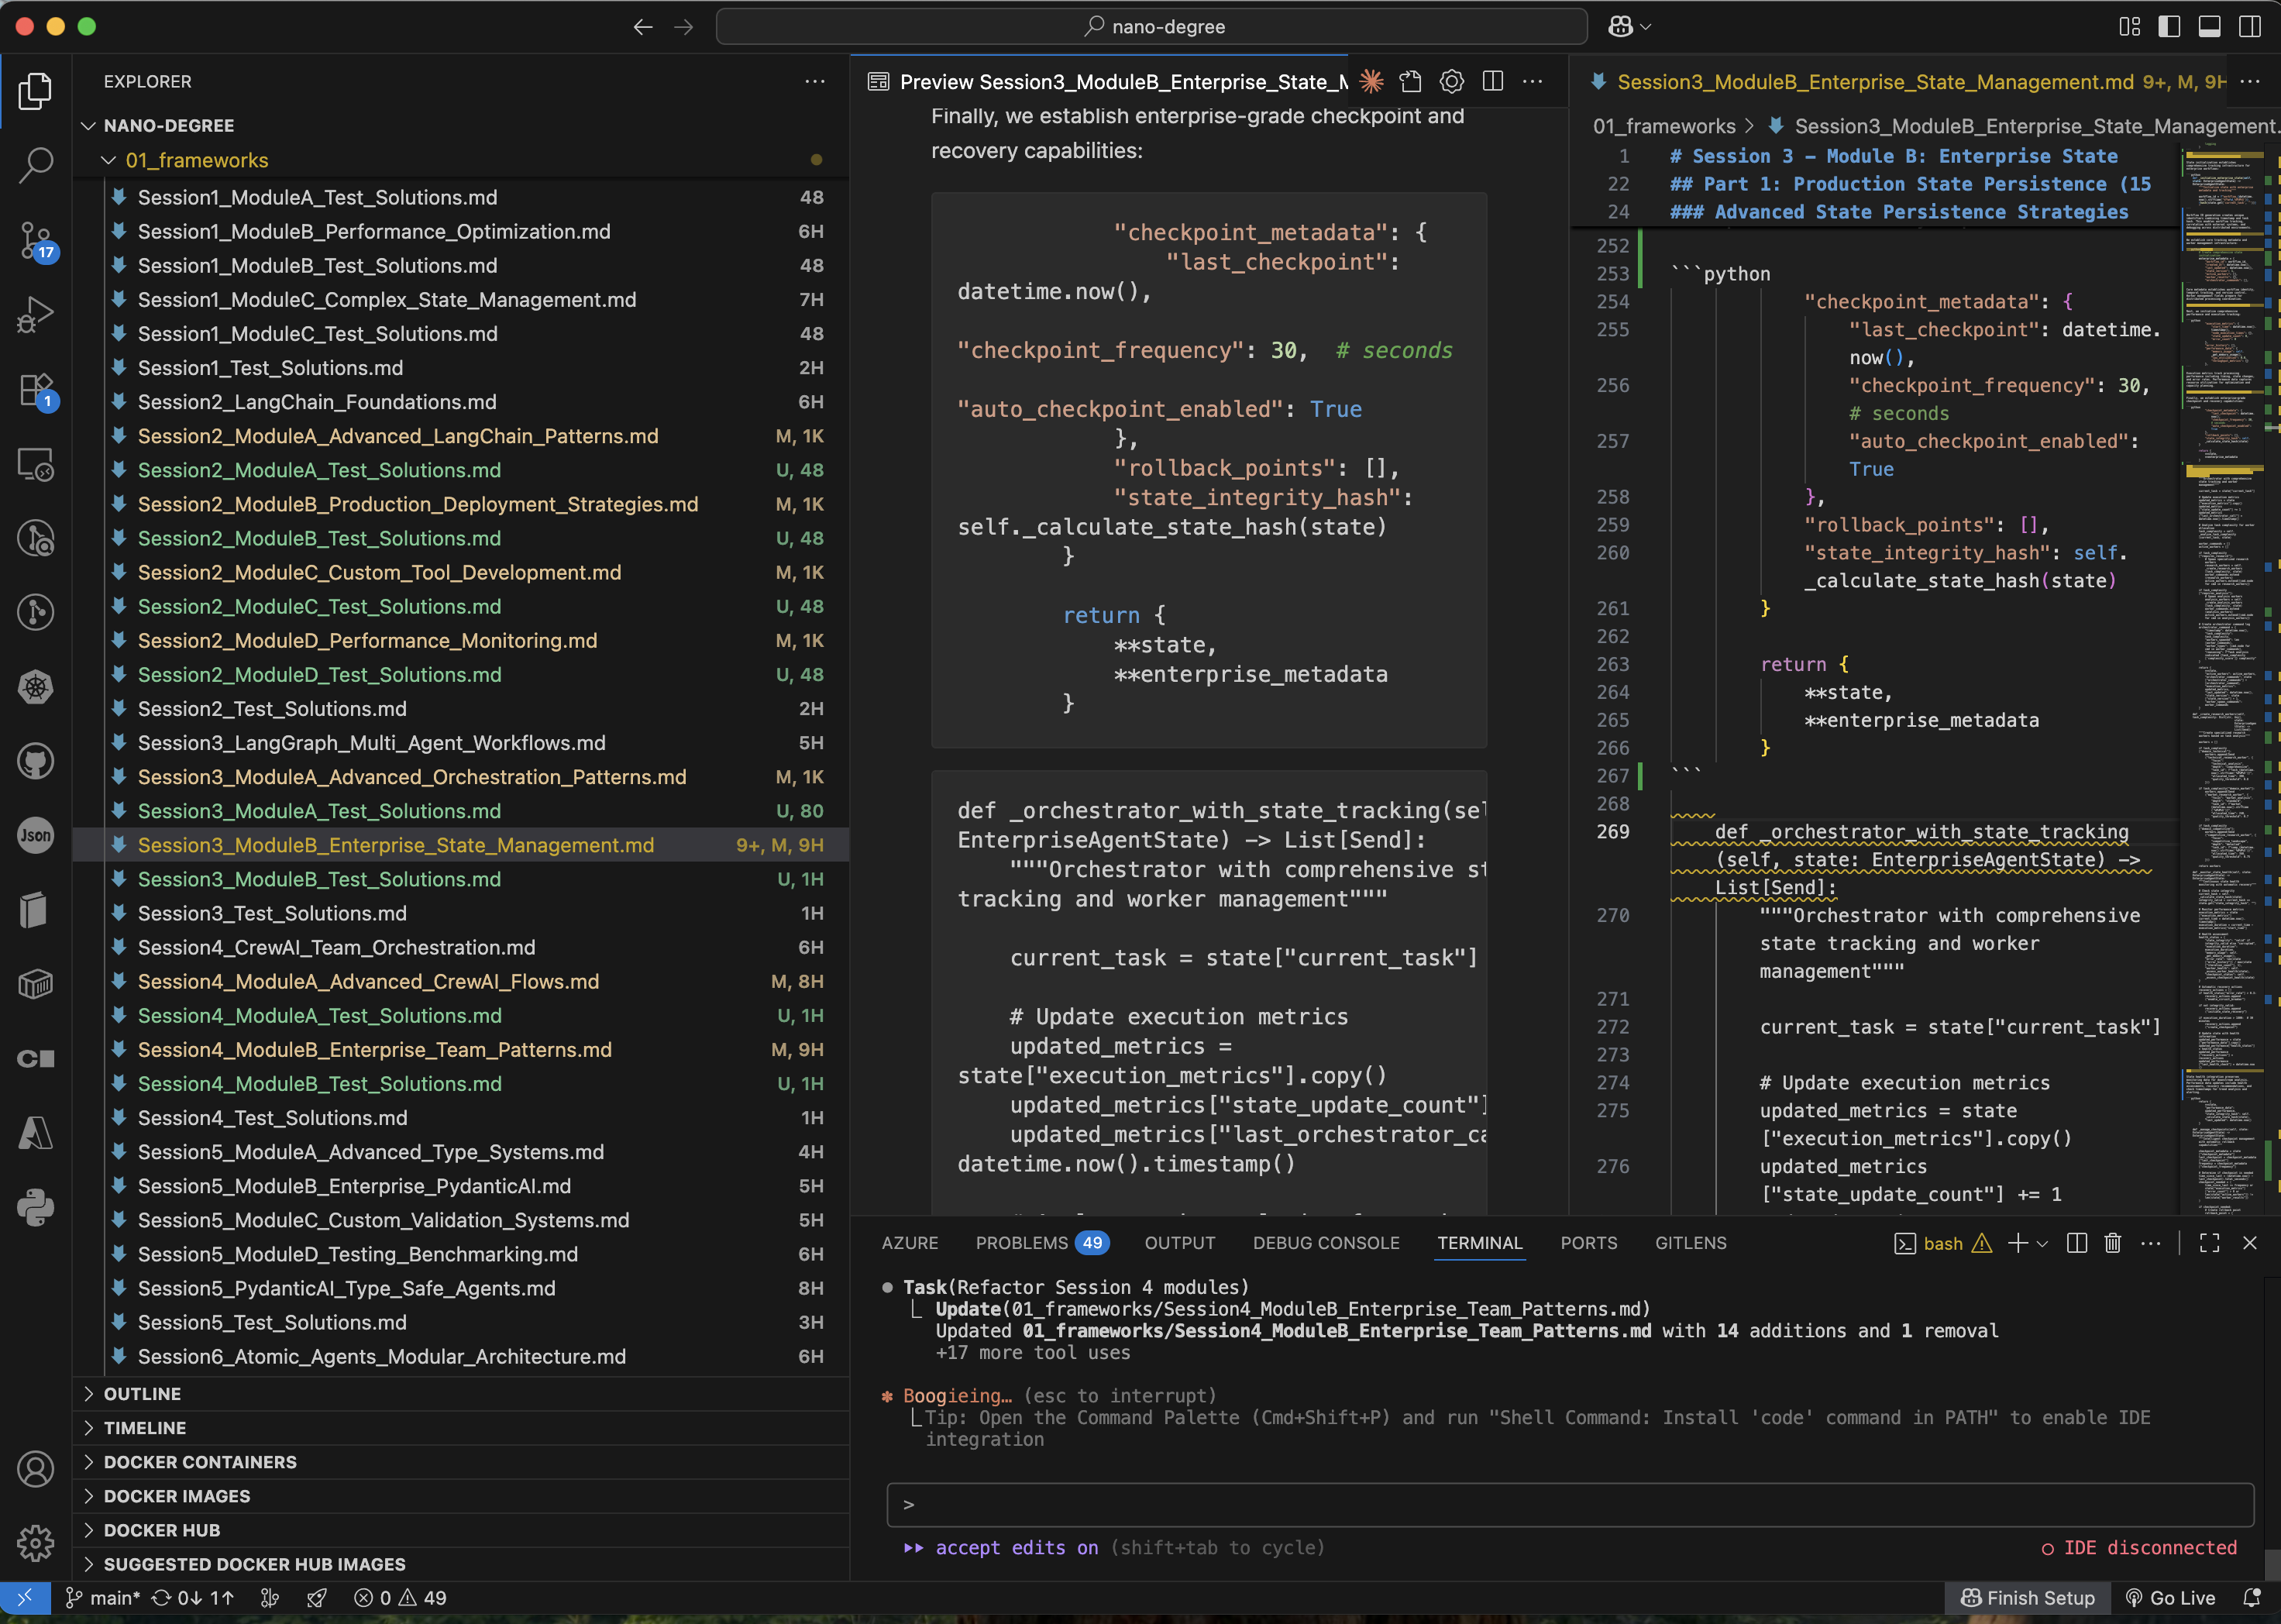 nano-degree
EXPLORER
NANO-DEGREE
01_frameworks
Session1_ModuleA_Test_Solutions.md 48
Session1_ModuleB_Performance_Optimization.md 6H
Session1_ModuleB_Test_Solutions.md 48
Session1_ModuleC_Complex_State_Management.md 7H
Session1_ModuleC_Test_Solutions.md 48
Session1_Test_Solutions.md 2H
Session2_LangChain_Foundations.md 6H
Session2_ModuleA_Advanced_LangChain_Patterns.md M, 1K
Session2_ModuleA_Test_Solutions.md U, 48
Session2_ModuleB_Production_Deployment_Strategies.md M, 1K
Session2_ModuleB_Test_Solutions.md U, 48
Session2_ModuleC_Custom_Tool_Development.md M, 1K
Session2_ModuleC_Test_Solutions.md U, 48
Session2_ModuleD_Performance_Monitoring.md M, 1K
Session2_ModuleD_Test_Solutions.md U, 48
Session2_Test_Solutions.md 2H
Session3_LangGraph_Multi_Agent_Workflows.md 5H
Session3_ModuleA_Advanced_Orchestration_Patterns.md M, 1K
Session3_ModuleA_Test_Solutions.md U, 80
Session3_ModuleB_Enterprise_State_Management.md 9+, M, 9H
Session3_ModuleB_Test_Solutions.md U, 1H
Session3_Test_Solutions.md 1H
Session4_CrewAI_Team_Orchestration.md 6H
Session4_ModuleA_Advanced_CrewAI_Flows.md M, 8H
Session4_ModuleA_Test_Solutions.md U, 1H
Session4_ModuleB_Enterprise_Team_Patterns.md M, 9H
Session4_ModuleB_Test_Solutions.md U, 1H
Session4_Test_Solutions.md 1H
Session5_ModuleA_Advanced_Type_Systems.md 4H
Session5_ModuleB_Enterprise_PydanticAI.md 5H
Session5_ModuleC_Custom_Validation_Systems.md 5H
Session5_ModuleD_Testing_Benchmarking.md 6H
Session5_PydanticAI_Type_Safe_Agents.md 8H
Session5_Test_Solutions.md 3H
Session6_Atomic_Agents_Modular_Architecture.md 6H
OUTLINE
TIMELINE
DOCKER CONTAINERS
DOCKER IMAGES
DOCKER HUB
SUGGESTED DOCKER HUB IMAGES
17
1
Json
Preview Session3_ModuleB_Enterprise_State_M
Finally, we establish enterprise-grade checkpoint and
recovery capabilities:
"checkpoint_metadata": {
"last_checkpoint":
datetime.now(),
"checkpoint_frequency": 30,  # seconds
"auto_checkpoint_enabled": True
},
"rollback_points": [],
"state_integrity_hash":
self._calculate_state_hash(state)
}
return {
**state,
**enterprise_metadata
}
def _orchestrator_with_state_tracking(sel
EnterpriseAgentState) -> List[Send]:
"""Orchestrator with comprehensive st
tracking and worker management"""
current_task = state["current_task"]
# Update execution metrics
updated_metrics =
state["execution_metrics"].copy()
updated_metrics["state_update_count"]
updated_metrics["last_orchestrator_ca
datetime.now().timestamp()
Session3_ModuleB_Enterprise_State_Management.md 9+, M, 9H
01_frameworks > Session3_ModuleB_Enterprise_State_Management.
1 # Session 3 – Module B: Enterprise State
22 ## Part 1: Production State Persistence (15
24 ### Advanced State Persistence Strategies
252
253 ```python
254 "checkpoint_metadata": {
255 "last_checkpoint": datetime.
now(),
256 "checkpoint_frequency": 30,
# seconds
257 "auto_checkpoint_enabled":
True
258 },
259 "rollback_points": [],
260 "state_integrity_hash": self.
_calculate_state_hash(state)
261 }
262
263 return {
264 **state,
265 **enterprise_metadata
266 }
267 ```
268
269 def _orchestrator_with_state_tracking
(self, state: EnterpriseAgentState) ->
List[Send]:
270 """Orchestrator with comprehensive
state tracking and worker
management"""
271
272 current_task = state["current_task"]
273
274 # Update execution metrics
275 updated_metrics = state
["execution_metrics"].copy()
276 updated_metrics
["state_update_count"] += 1
AZURE PROBLEMS 49 OUTPUT DEBUG CONSOLE TERMINAL PORTS GITLENS bash
Task(Refactor Session 4 modules)
Update(01_frameworks/Session4_ModuleB_Enterprise_Team_Patterns.md)
Updated 01_frameworks/Session4_ModuleB_Enterprise_Team_Patterns.md with 14 additions and 1 removal
+17 more tool uses
Boogieing… (esc to interrupt)
Tip: Open the Command Palette (Cmd+Shift+P) and run "Shell Command: Install 'code' command in PATH" to enable IDE
integration
>
accept edits on (shift+tab to cycle) IDE disconnected
main* 0↓ 1↑ 0 49 Finish Setup Go Live